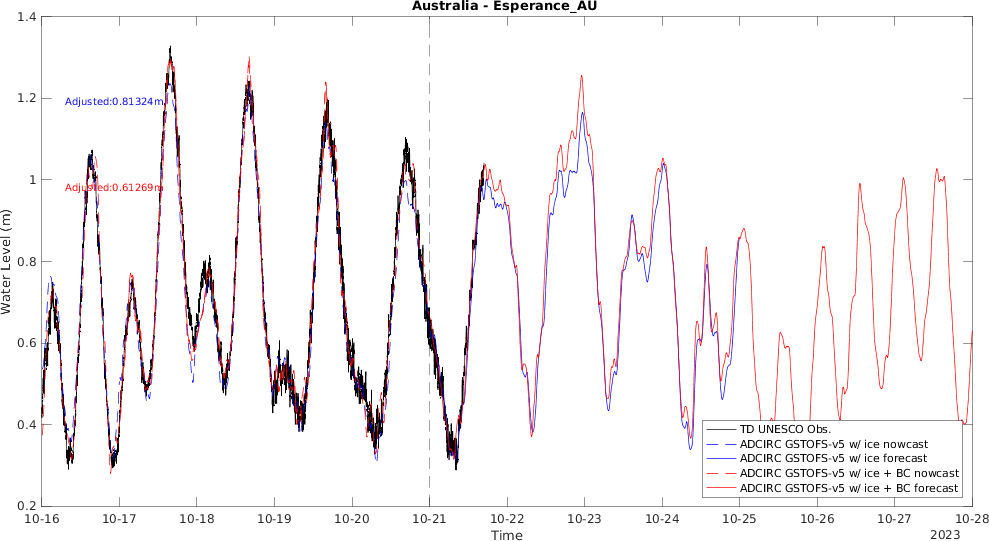 Australia - Esperance_AU
1.4
1.2
1
0.8
0.6
0.4
0.2
Water Level (m)
Adjusted:0.81324m
Adjusted:0.61269m
TD UNESCO Obs.
ADCIRC GSTOFS-v5 w/ ice nowcast
ADCIRC GSTOFS-v5 w/ ice forecast
ADCIRC GSTOFS-v5 w/ ice + BC nowcast
ADCIRC GSTOFS-v5 w/ ice + BC forecast
10-16 10-17 10-18 10-19 10-20 10-21 10-22 10-23 10-24 10-25 10-26 10-27 10-28
Time
2023